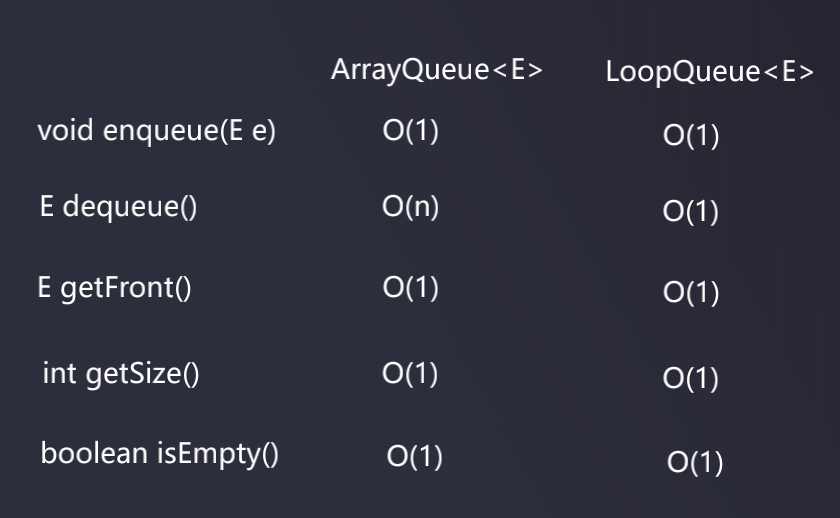 ArrayQueue<E> LoopQueue<E>
void enqueue(E e) O(1) O(1)
E dequeue() O(n) O(1)
E getFront() O(1) O(1)
int getSize() O(1) O(1)
boolean isEmpty() O(1) O(1)